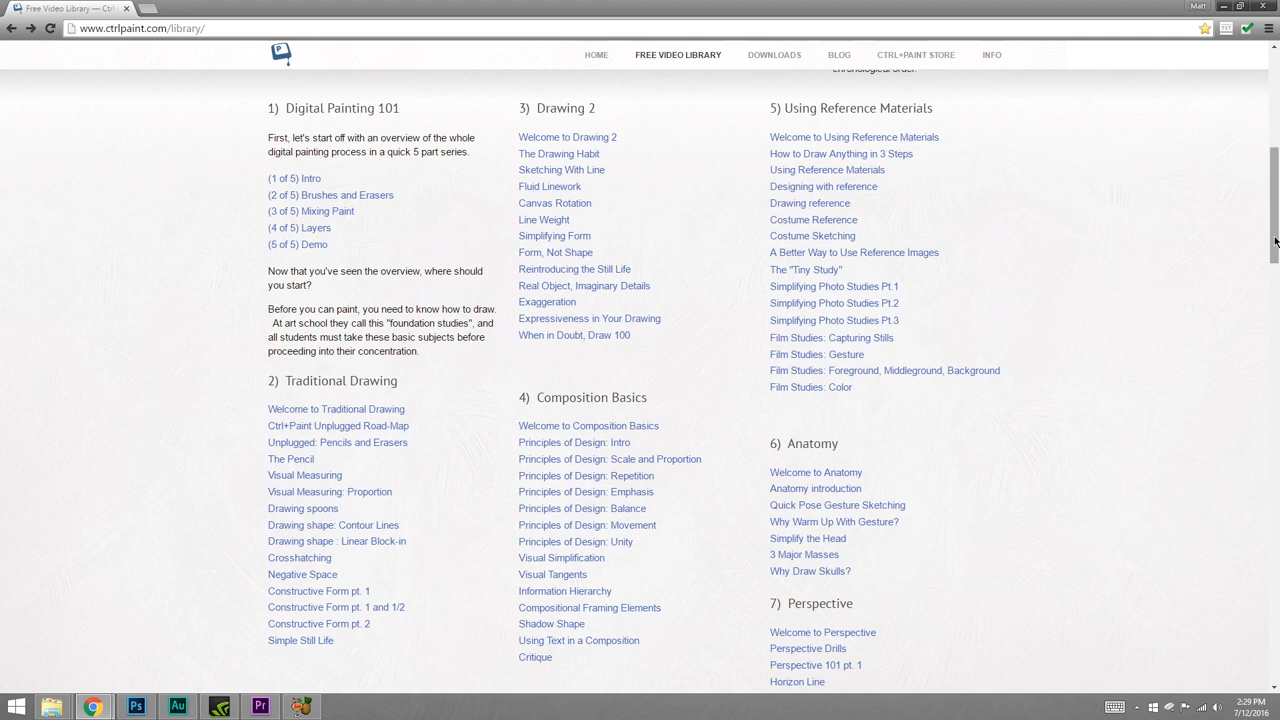 Free Video Library — Ctrl
Matt
www.ctrlpaint.com/library/
HOME
FREE VIDEO LIBRARY
DOWNLOADS
BLOG
CTRL+PAINT STORE
INFO
chronological order.
1) Digital Painting 101
First, let's start off with an overview of the whole
digital painting process in a quick 5 part series.
(1 of 5) Intro
(2 of 5) Brushes and Erasers
(3 of 5) Mixing Paint
(4 of 5) Layers
(5 of 5) Demo
Now that you've seen the overview, where should
you start?
Before you can paint, you need to know how to draw.
At art school they call this "foundation studies", and
all students must take these basic subjects before
proceeding into their concentration.
2) Traditional Drawing
Welcome to Traditional Drawing
Ctrl+Paint Unplugged Road-Map
Unplugged: Pencils and Erasers
The Pencil
Visual Measuring
Visual Measuring: Proportion
Drawing spoons
Drawing shape: Contour Lines
Drawing shape : Linear Block-in
Crosshatching
Negative Space
Constructive Form pt. 1
Constructive Form pt. 1 and 1/2
Constructive Form pt. 2
Simple Still Life
3) Drawing 2
Welcome to Drawing 2
The Drawing Habit
Sketching With Line
Fluid Linework
Canvas Rotation
Line Weight
Simplifying Form
Form, Not Shape
Reintroducing the Still Life
Real Object, Imaginary Details
Exaggeration
Expressiveness in Your Drawing
When in Doubt, Draw 100
4) Composition Basics
Welcome to Composition Basics
Principles of Design: Intro
Principles of Design: Scale and Proportion
Principles of Design: Repetition
Principles of Design: Emphasis
Principles of Design: Balance
Principles of Design: Movement
Principles of Design: Unity
Visual Simplification
Visual Tangents
Information Hierarchy
Compositional Framing Elements
Shadow Shape
Using Text in a Composition
Critique
5) Using Reference Materials
Welcome to Using Reference Materials
How to Draw Anything in 3 Steps
Using Reference Materials
Designing with reference
Drawing reference
Costume Reference
Costume Sketching
A Better Way to Use Reference Images
The "Tiny Study"
Simplifying Photo Studies Pt.1
Simplifying Photo Studies Pt.2
Simplifying Photo Studies Pt.3
Film Studies: Capturing Stills
Film Studies: Gesture
Film Studies: Foreground, Middleground, Background
Film Studies: Color
6) Anatomy
Welcome to Anatomy
Anatomy introduction
Quick Pose Gesture Sketching
Why Warm Up With Gesture?
Simplify the Head
3 Major Masses
Why Draw Skulls?
7) Perspective
Welcome to Perspective
Perspective Drills
Perspective 101 pt. 1
Horizon Line
Ps
Au
Pr
2:29 PM
7/12/2016